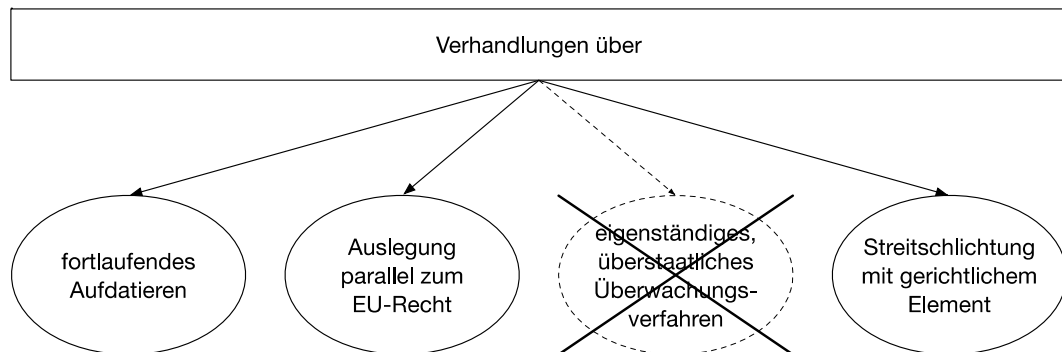 Verhandlungen über
fortlaufendes
Aufdatieren
Auslegung
parallel zum
EU-Recht
eigenständiges,
überstaatliches
Überwachungs-
verfahren
Streitschlichtung
mit gerichtlichem
Element